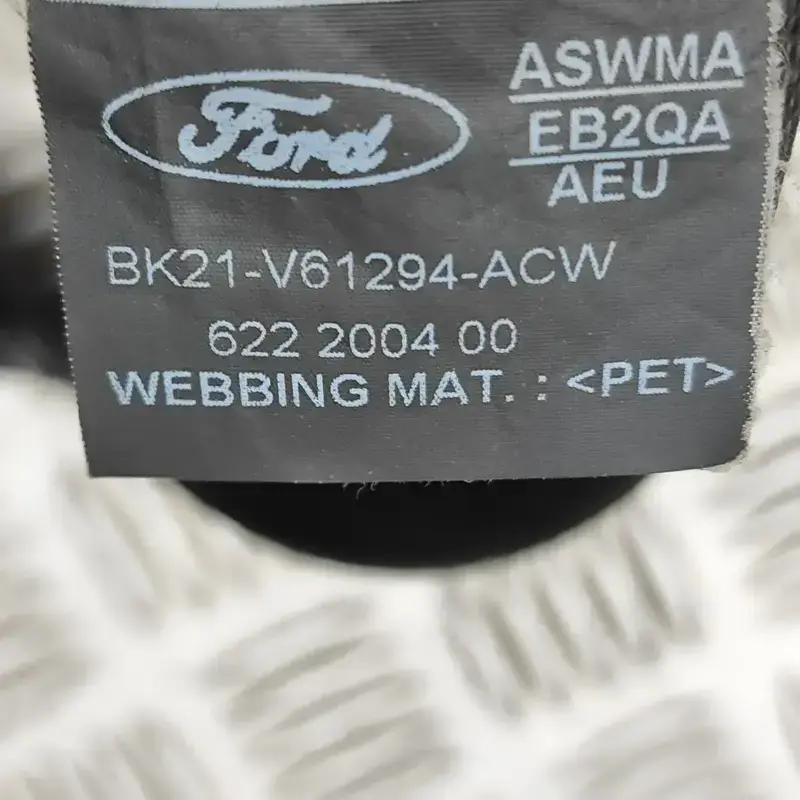 Ford
ASWMA
EB2QA
AEU
BK21-V61294-ACW
622 2004 00
WEBBING MAT. : <PET>